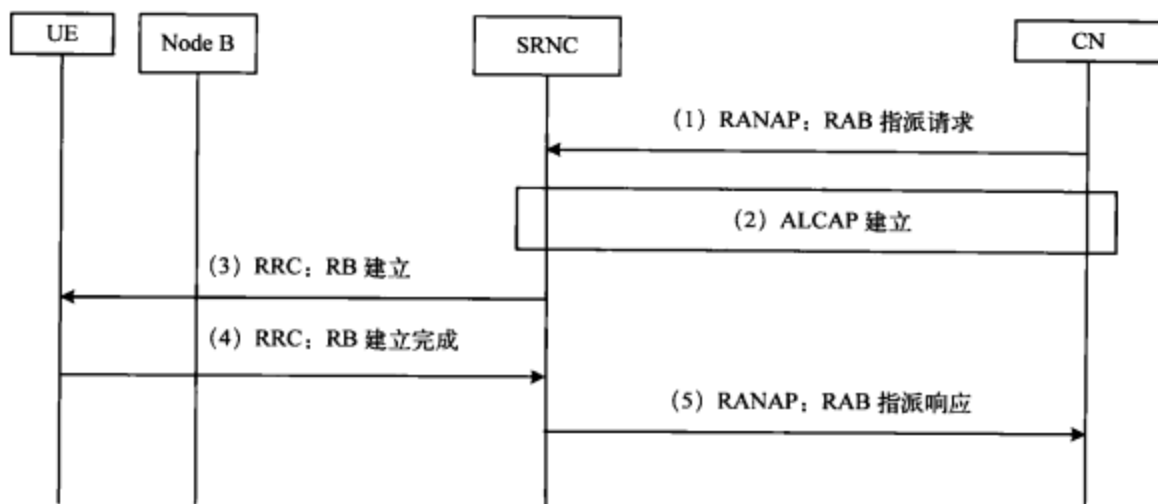 UE
Node B
SRNC
CN
（1）RANAP：RAB 指派请求
（2）ALCAP 建立
（3）RRC：RB 建立
（4）RRC：RB 建立完成
（5）RANAP：RAB 指派响应